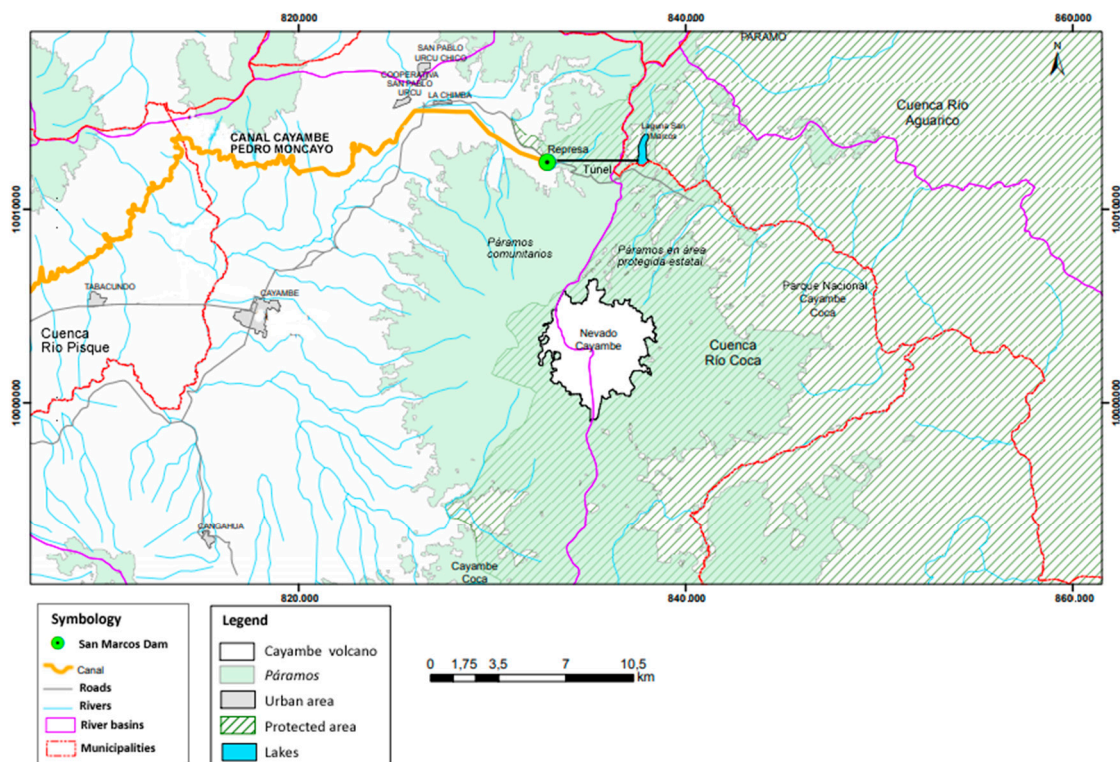 820.000
840.000
860.000
N
SAN PABLO
URCU CHICO
COOPERATIVA
SAN PABLO
URCU
LA CHIMBA
PARAMO
CANAL CAYAMBE
PEDRO MONCAYO
Represa
Túnel
Laguna San
Marcos
Cuenca Río
Aguarico
10010000
10010000
Páramos
comunitarios
Páramos en área
protegida estatal
Parque Nacional
Cayambe
Coca
TABACUNDO
CAYAMBE
Cuenca
Río Pisque
Nevado
Cayambe
Cuenca
Río Coca
10000000
10000000
CANGAHUA
Cayambe
Coca
820.000
840.000
860.000
Symbology
San Marcos Dam
Canal
Roads
Rivers
River basins
Municipalities
Legend
Cayambe volcano
Páramos
Urban area
Protected area
Lakes
0 1,75 3,5 7 10,5
km